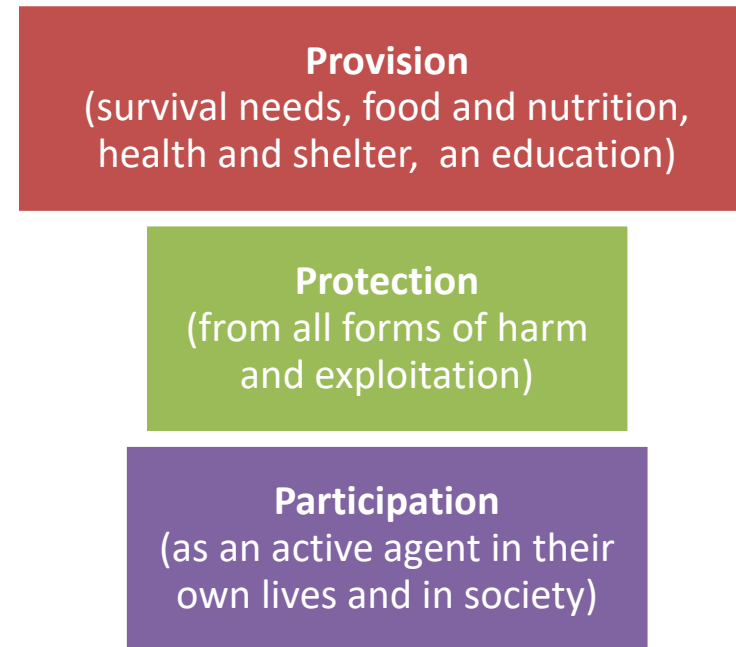 Provision
(survival needs, food and nutrition,
health and shelter,  an education)
Protection
(from all forms of harm
and exploitation)
Participation
(as an active agent in their
own lives and in society)